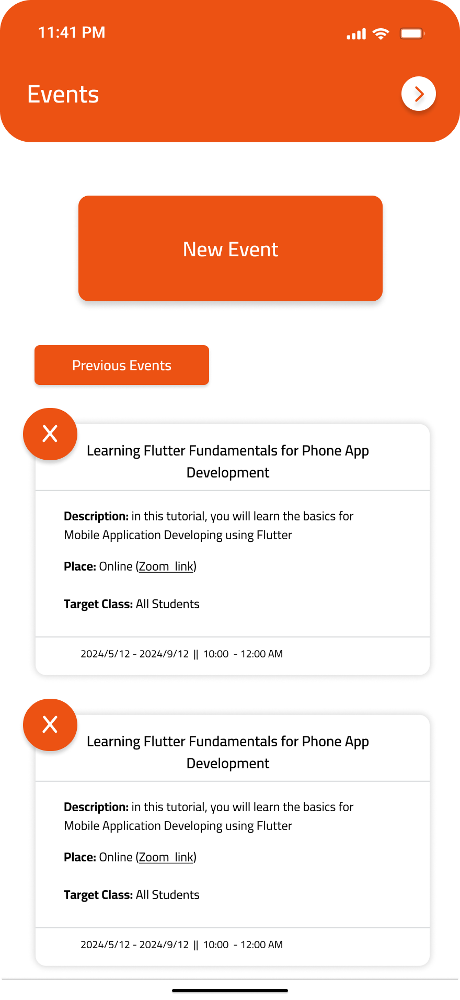 11:41 PM
Events
New Event
Previous Events
X
Learning Flutter Fundamentals for Phone App
Development
Description: in this tutorial, you will learn the basics for
Mobile Application Developing using Flutter
Place: Online (Zoom link)
Target Class: All Students
2024/5/12 - 2024/9/12 || 10:00 - 12:00 AM
X
Learning Flutter Fundamentals for Phone App
Development
Description: in this tutorial, you will learn the basics for
Mobile Application Developing using Flutter
Place: Online (Zoom link)
Target Class: All Students
2024/5/12 - 2024/9/12 || 10:00 - 12:00 AM